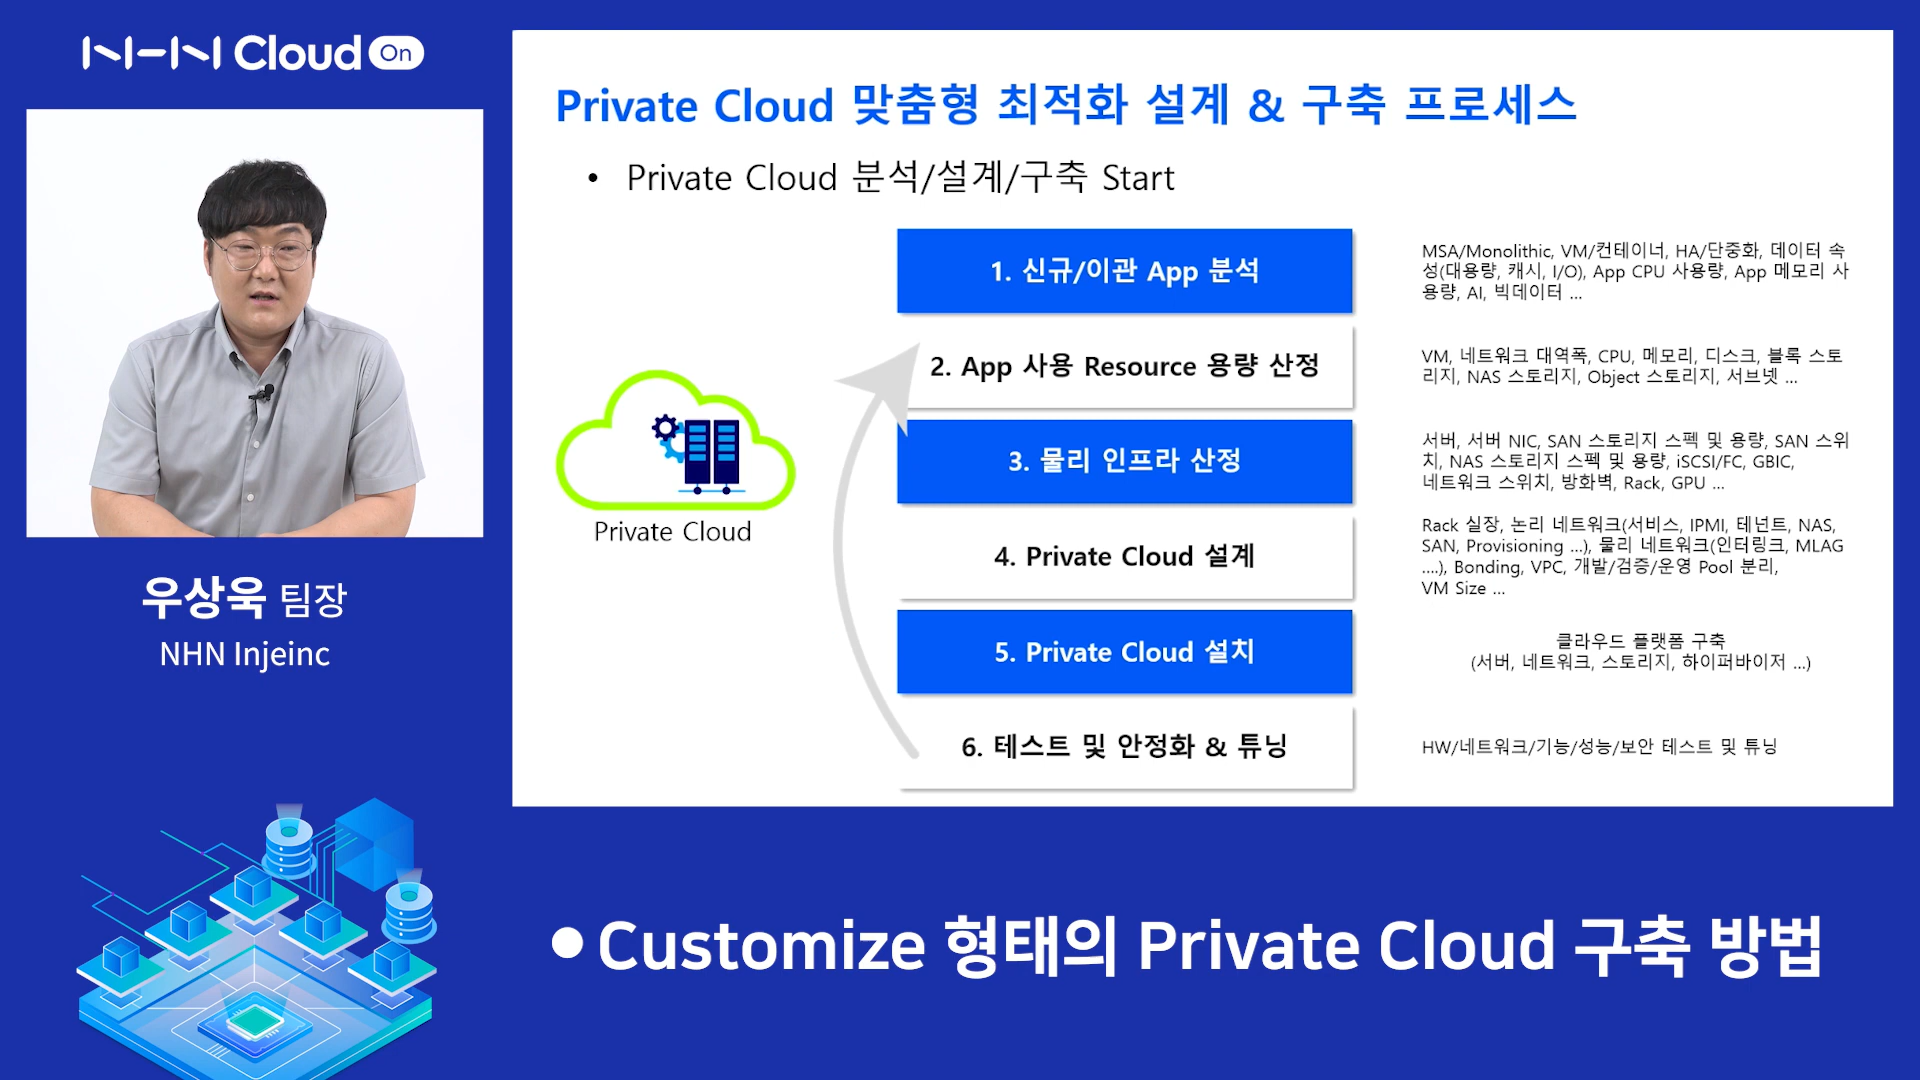 NHN Cloud On
Private Cloud 맞춤형 최적화 설계 & 구축 프로세스
• Private Cloud 분석/설계/구축 Start
1. 신규/이관 App 분석
MSA/Monolithic, VM/컨테이너, HA/단중화, 데이터 속
성(대용량, 캐시, I/O), App CPU 사용량, App 메모리 사
용량, AI, 빅데이터 ...
2. App 사용 Resource 용량 산정
VM, 네트워크 대역폭, CPU, 메모리, 디스크, 블록 스토
리지, NAS 스토리지, Object 스토리지, 서브넷 ...
3. 물리 인프라 산정
서버, 서버 NIC, SAN 스토리지 스펙 및 용량, SAN 스위
치, NAS 스토리지 스펙 및 용량, iSCSI/FC, GBIC,
네트워크 스위치, 방화벽, Rack, GPU ...
4. Private Cloud 설계
Rack 실장, 논리 네트워크(서비스, IPMI, 테넌트, NAS,
SAN, Provisioning ...), 물리 네트워크(인터링크, MLAG
....), Bonding, VPC, 개발/검증/운영 Pool 분리,
VM Size ...
5. Private Cloud 설치
클라우드 플랫폼 구축
(서버, 네트워크, 스토리지, 하이퍼바이저 ...)
6. 테스트 및 안정화 & 튜닝
HW/네트워크/기능/성능/보안 테스트 및 튜닝
Private Cloud
우상욱 팀장
NHN Injeinc
• Customize 형태의 Private Cloud 구축 방법